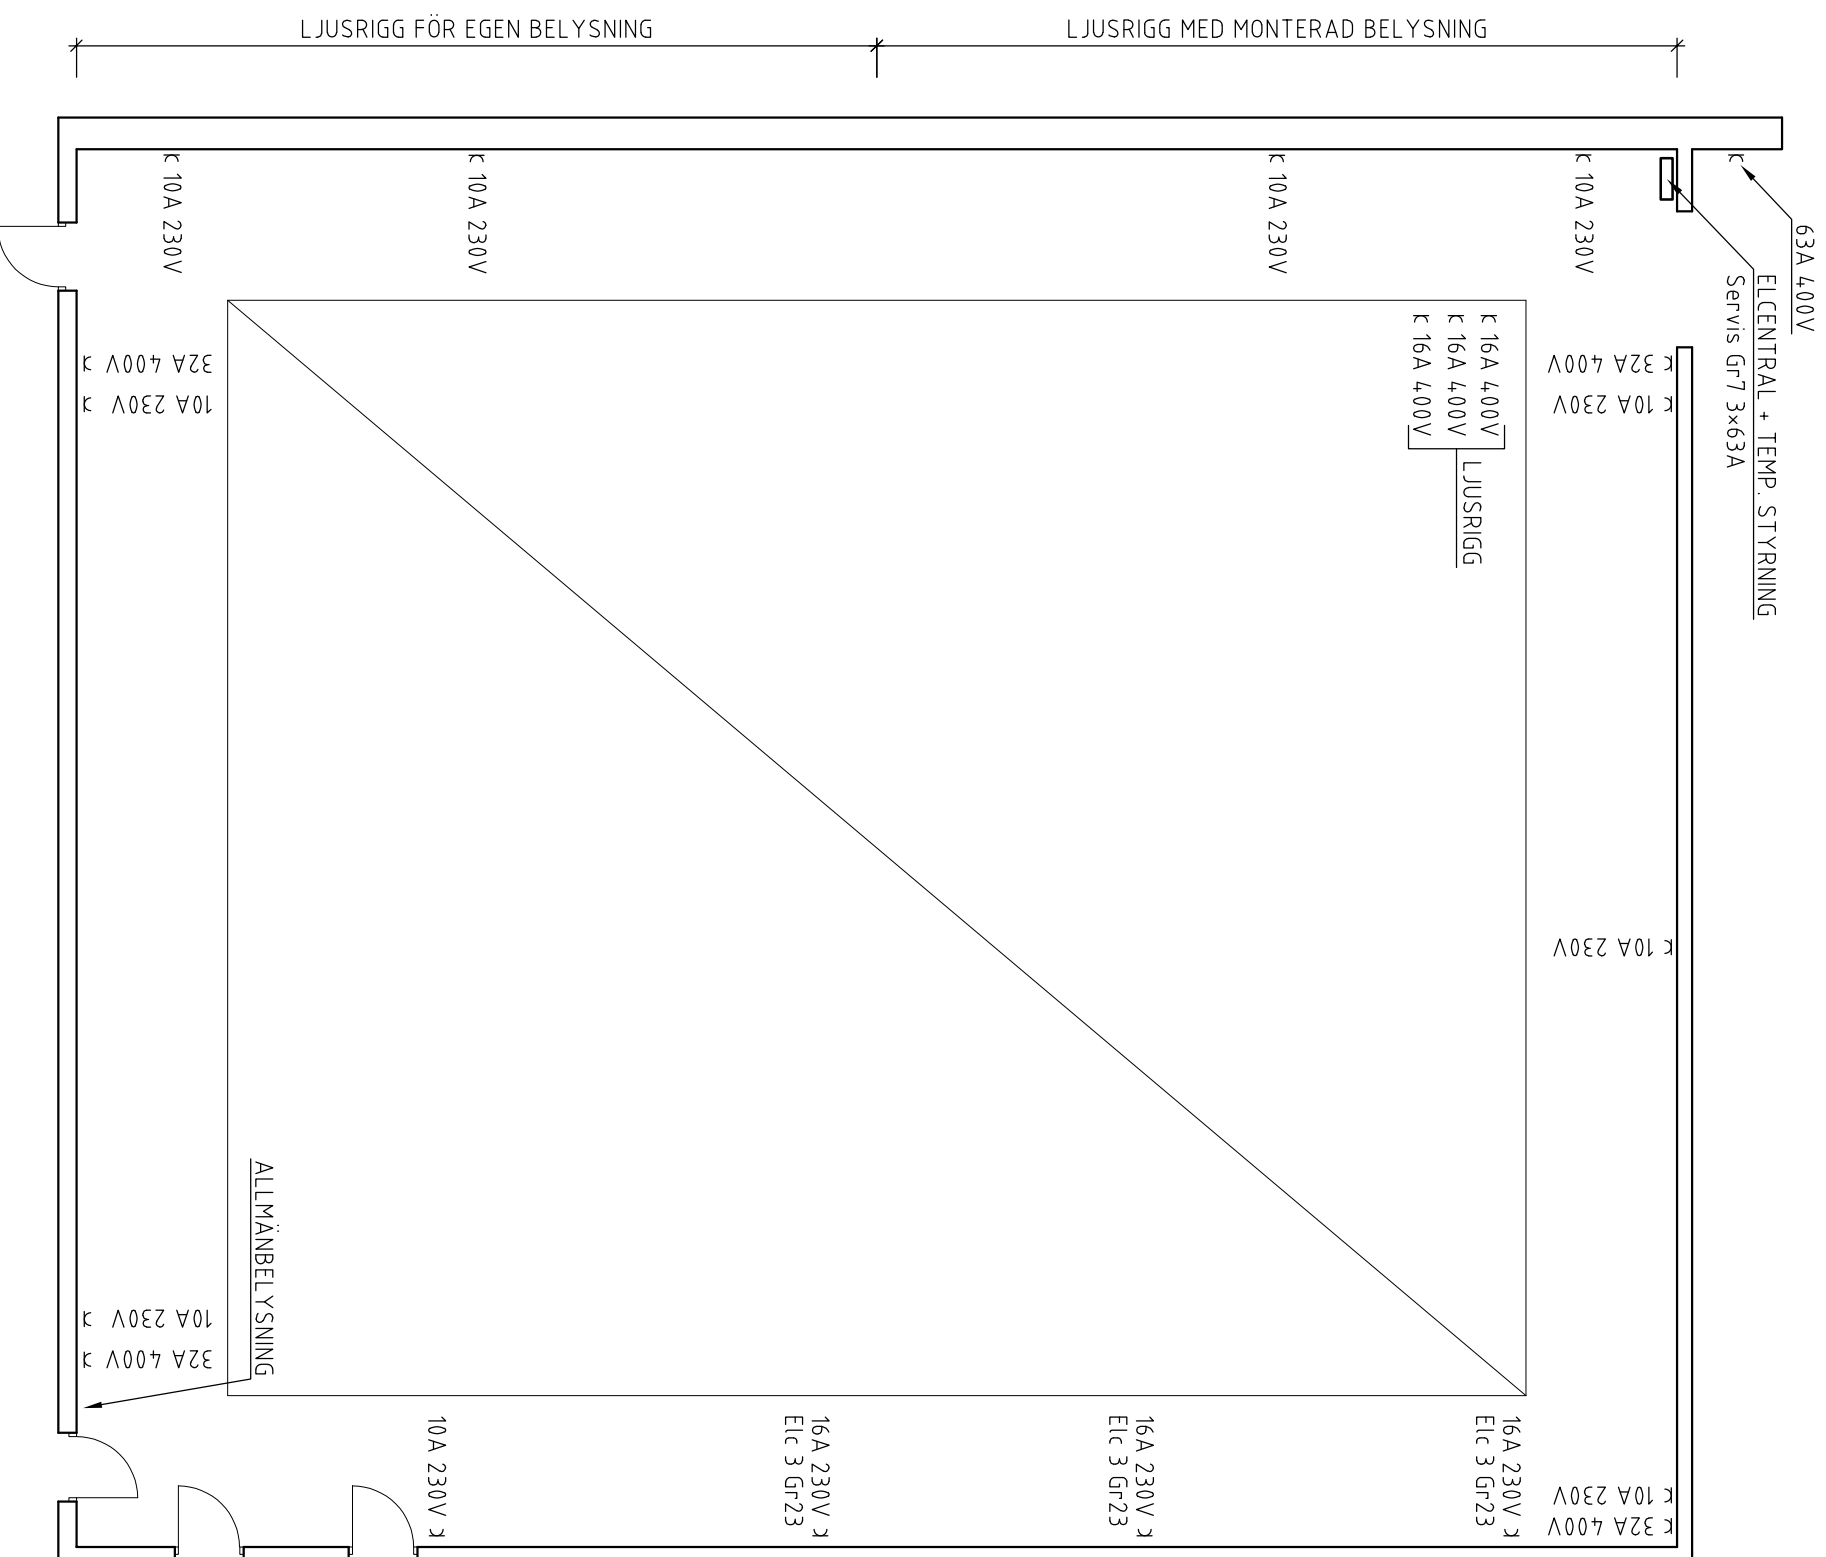 LJUSRIGG FÖR EGEN BELYSNING
LJUSRIGG MED MONTERAD BELYSNING
10A 230V
10A 230V
10A 230V
10A 230V
63A 400V
ELCENTRAL + TEMP. STYRNING
Servis Gr7 3x63A
16A 400V
16A 400V
16A 400V
LJUSRIGG
32A 400V
10A 230V
32A 400V
10A 230V
10A 230V
ALLMÄNBELYSNING
10A 230V
32A 400V
10A 230V
16A 230V
Elc 3 Gr23
16A 230V
Elc 3 Gr23
16A 230V
Elc 3 Gr23
10A 230V
32A 400V